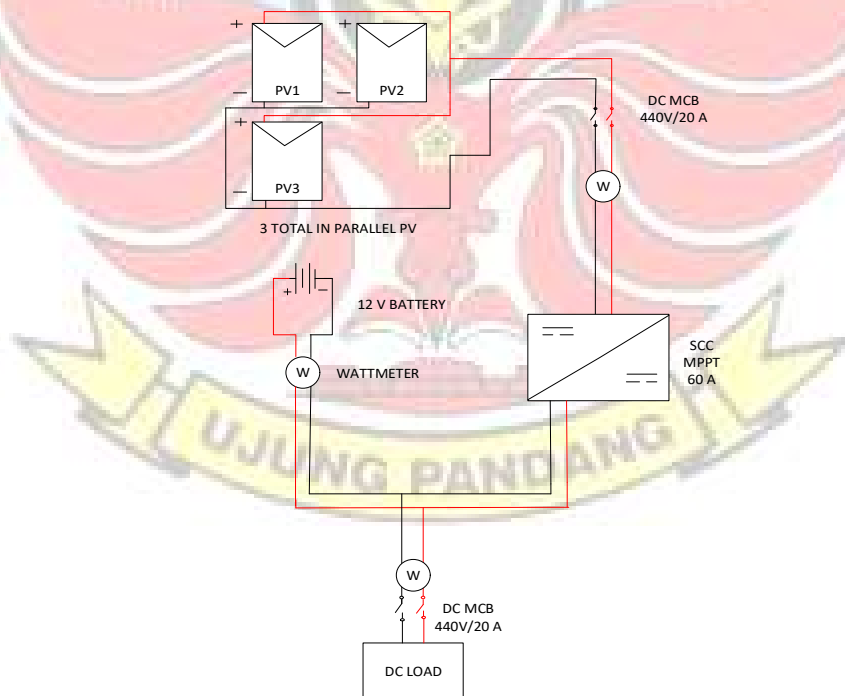 +
+
PV1
PV2
—
—
+
PV3
—
3 TOTAL IN PARALLEL PV
DC MCB
440V/20 A
W
+
—
12 V BATTERY
W
WATTMETER
SCC
MPPT
60 A
UJUNG PANDANG
W
DC MCB
440V/20 A
DC LOAD